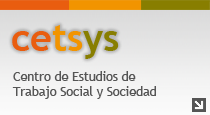 cetsys
Centro de Estudios de
Trabajo Social y Sociedad